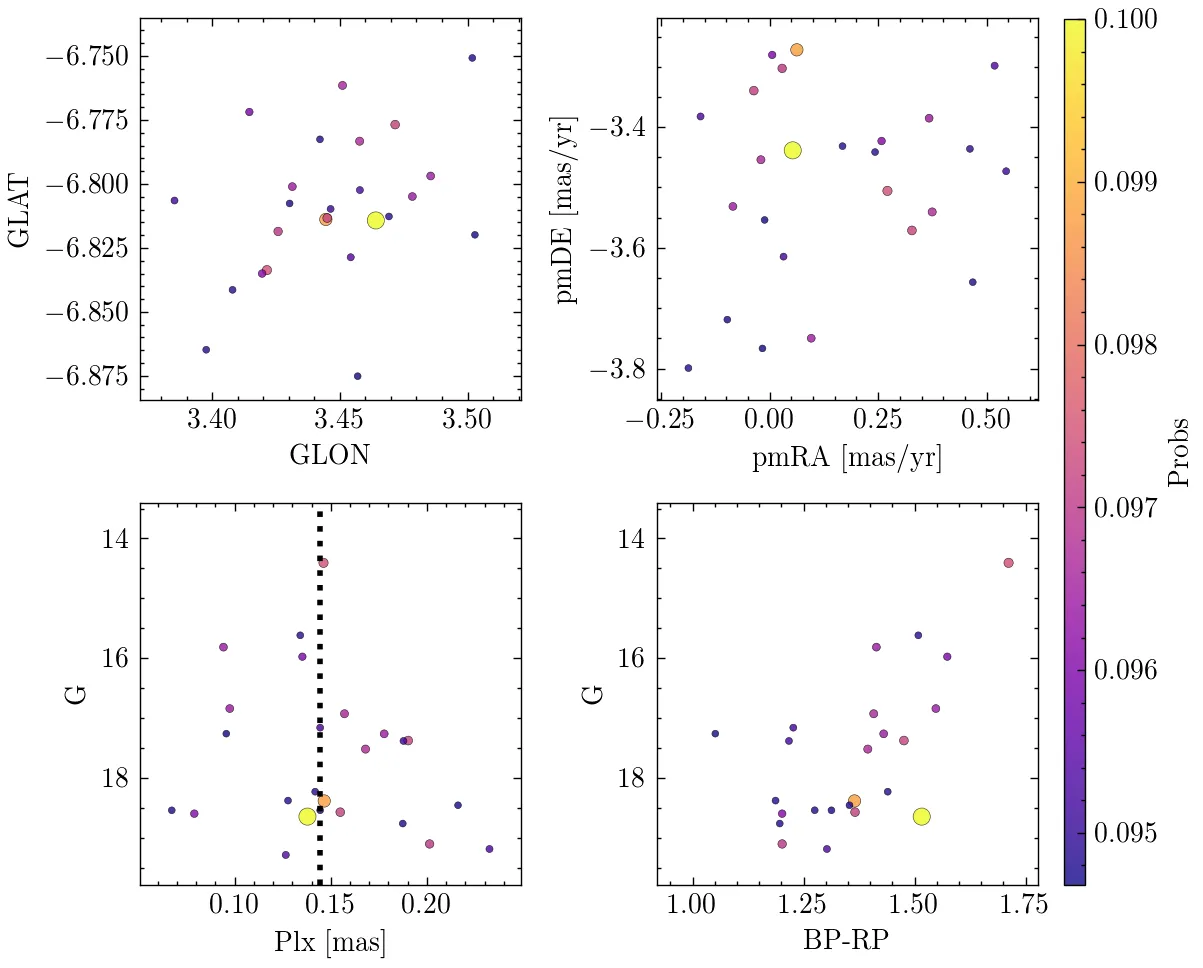 GLAT
−6.750
−6.775
−6.800
−6.825
−6.850
−6.875
3.40 3.45 3.50
GLON
pmDE [mas/yr]
−3.4
−3.6
−3.8
−0.25 0.00 0.25 0.50
pmRA [mas/yr]
G
14
16
18
0.10 0.15 0.20
Plx [mas]
G
14
16
18
1.00 1.25 1.50 1.75
BP-RP
0.100
0.099
0.098
0.097
0.096
0.095
Probs